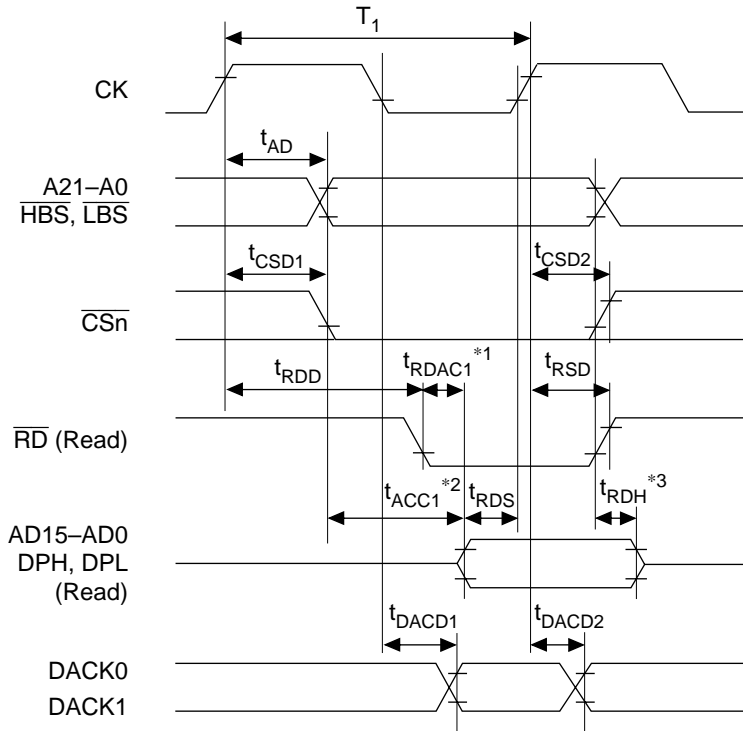 T1
CK
tAD
A21–A0
HBS, LBS
tCSD1 tCSD2
CSn
tRDD tRDAC1*1 tRSD
RD (Read)
tACC1*2 tRDS tRDH*3
AD15–AD0
DPH, DPL
(Read)
tDACD1 tDACD2
DACK0
DACK1